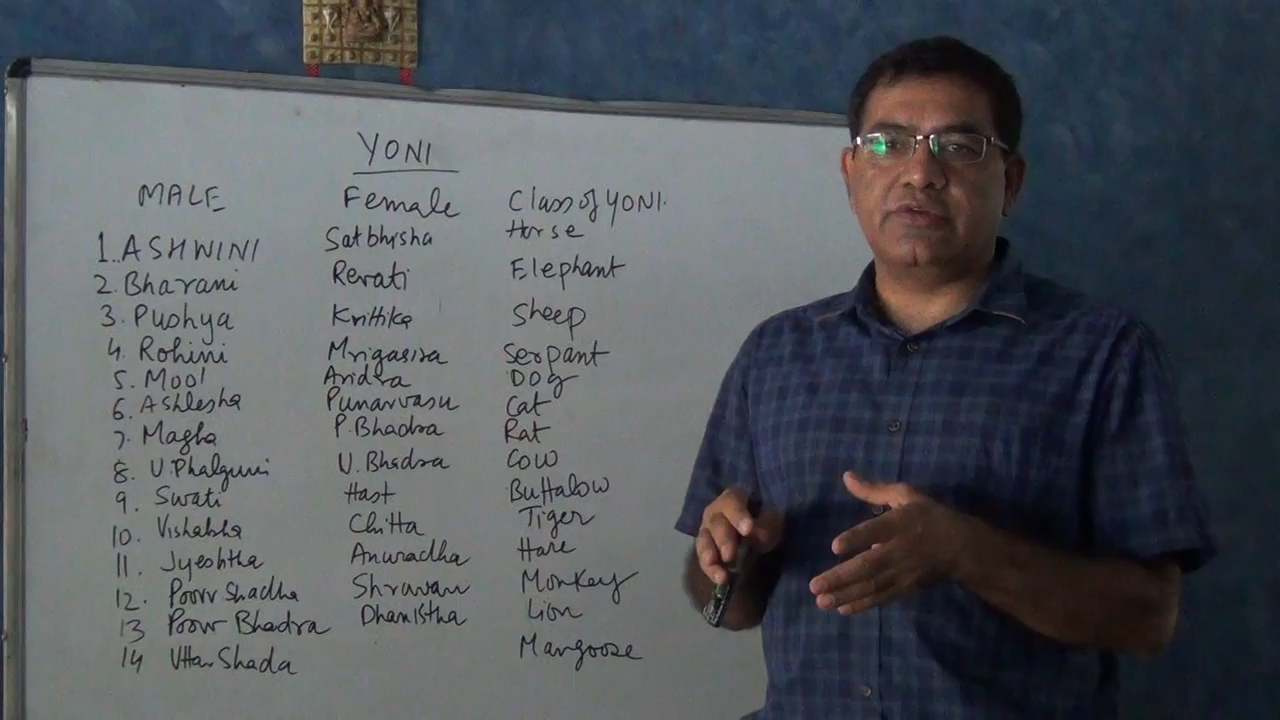 YONI
MALE Female Class of YONI.
1. ASHWINI Satbhisha Horse
2. Bharani Revati Elephant
3. Pushya Krittika Sheep
4. Rohini Mrigasira Serpant
5. Mool Aridra Dog
6. Ashlesha Punarvasu Cat
7. Magha P. Bhadra Rat
8. U. Phalguni U. Bhadra Cow
9. Swati Hast Buffalow
10. Vishakha Chitta Tiger
11. Jyeshtha Anuradha Hare
12. Poorv Shadha Shravan Monkey
13 Poorv Bhadra Dhanistha Lion
14 Uttar Shada Mangoose